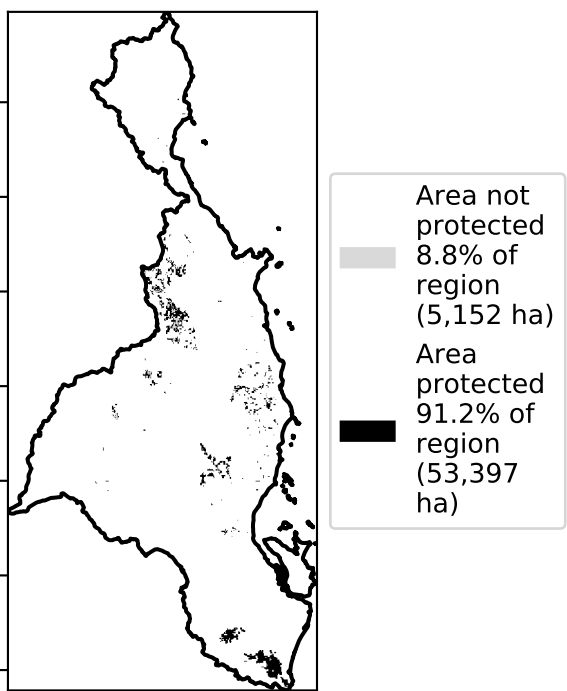 Area not
protected
8.8% of
region
(5,152 ha)
Area
protected
91.2% of
region
(53,397
ha)